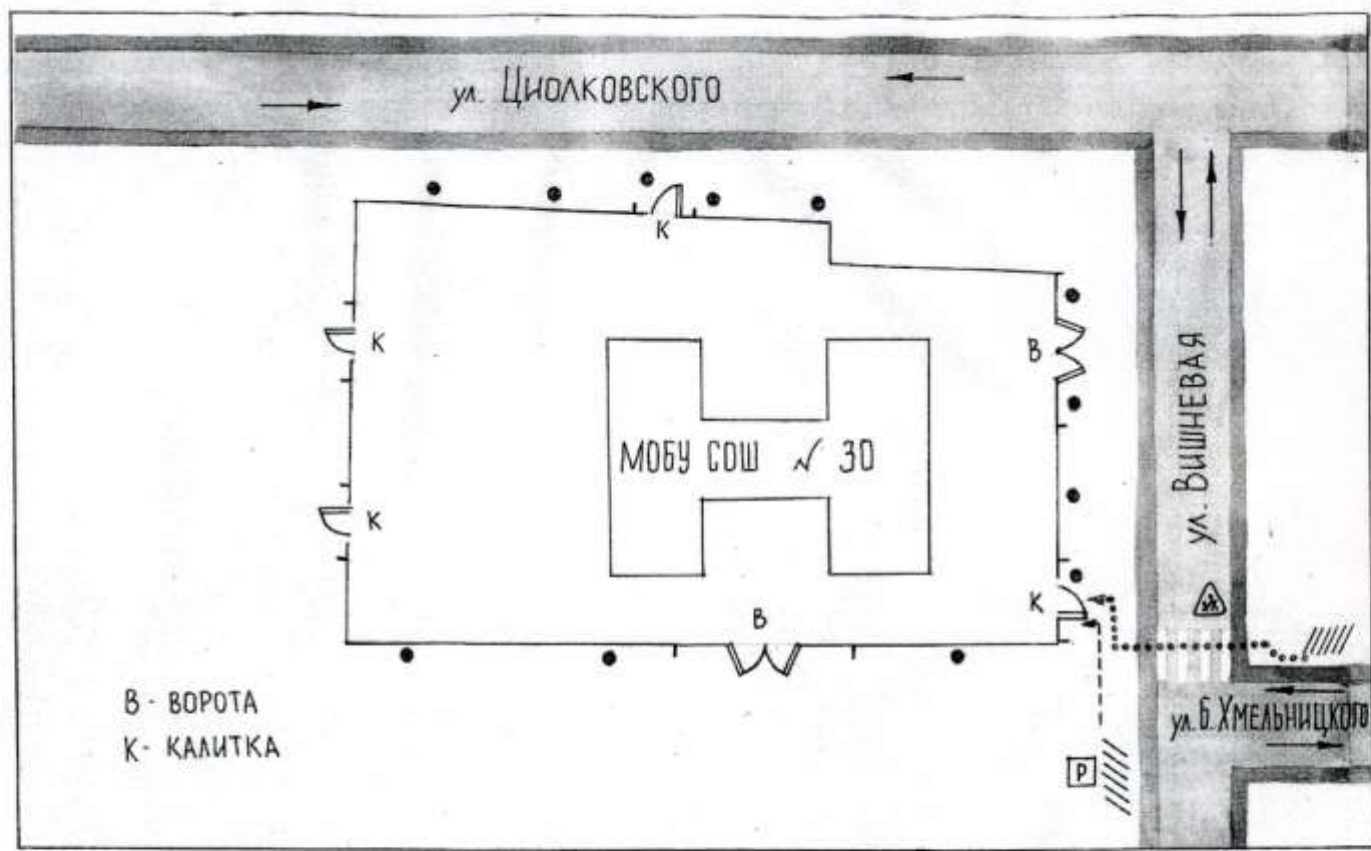 ул. Циолковского
К
К
В
ул. Вишневая
МОБУ СОШ № 30
К
К
В
ул. Б. Хмельницкого
В - ВОРОТА
К - КАЛИТКА
Р